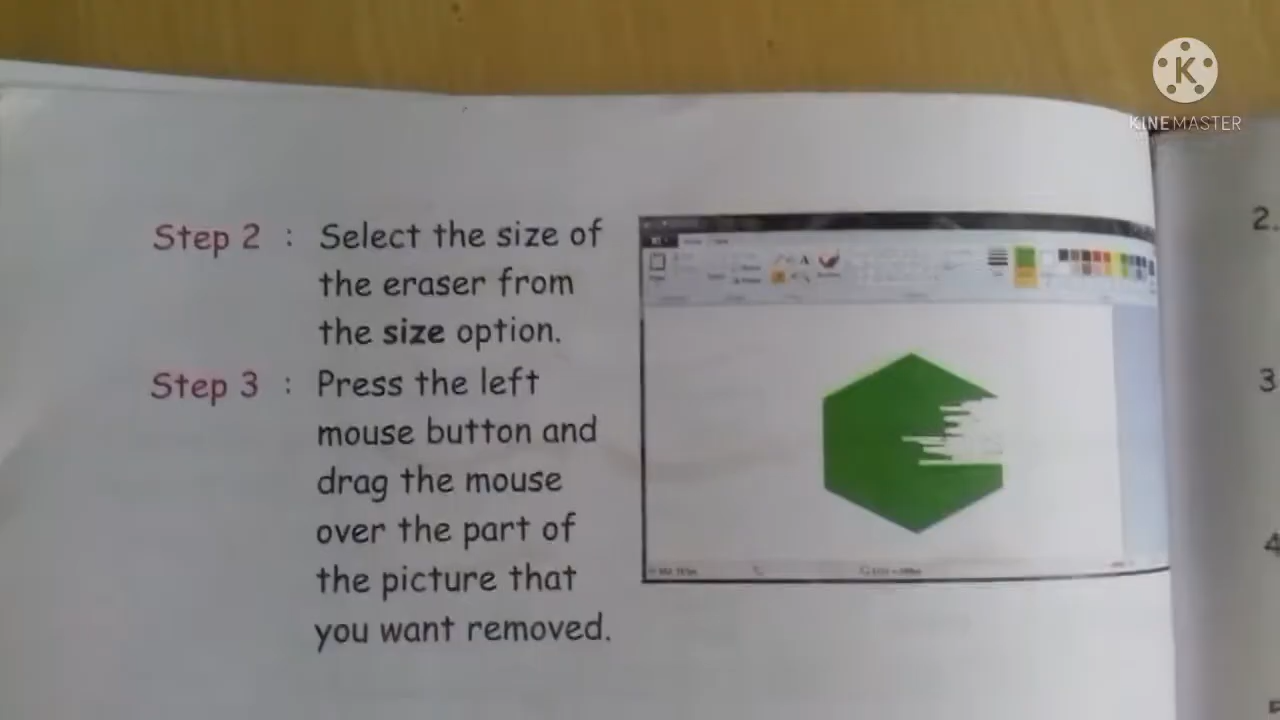 KINEMASTER
Step 2 : Select the size of
the eraser from
the size option.
Step 3 : Press the left
mouse button and
drag the mouse
over the part of
the picture that
you want removed.
2.
3
4